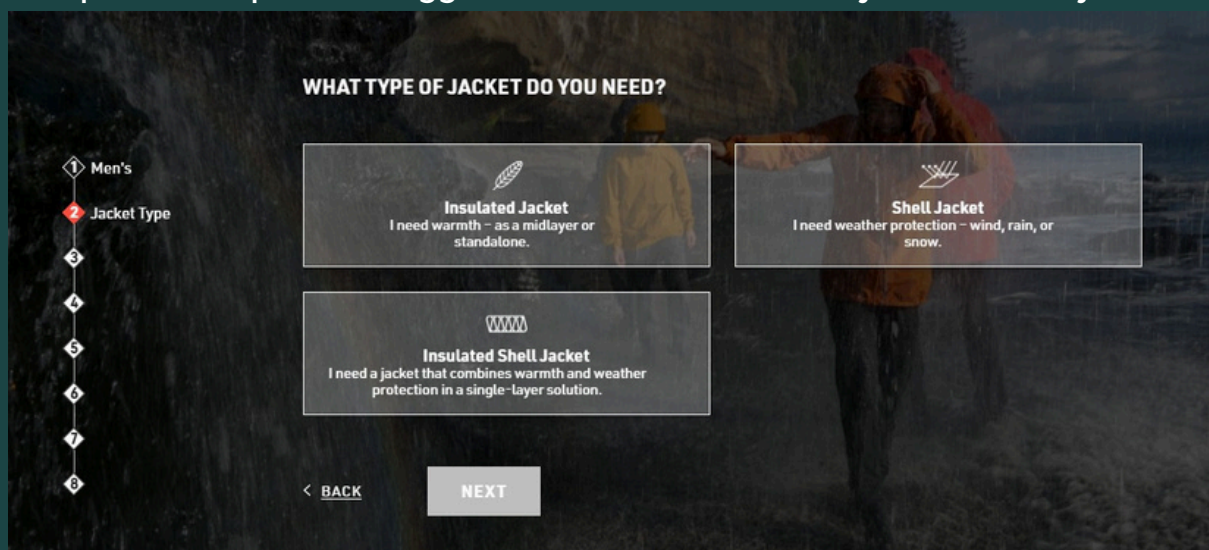 WHAT TYPE OF JACKET DO YOU NEED?
1 Men's
2 Jacket Type
3
4
5
6
7
8
Insulated Jacket
I need warmth – as a midlayer or
standalone.
Shell Jacket
I need weather protection – wind, rain, or
snow.
Insulated Shell Jacket
I need a jacket that combines warmth and weather
protection in a single-layer solution.
< BACK
NEXT